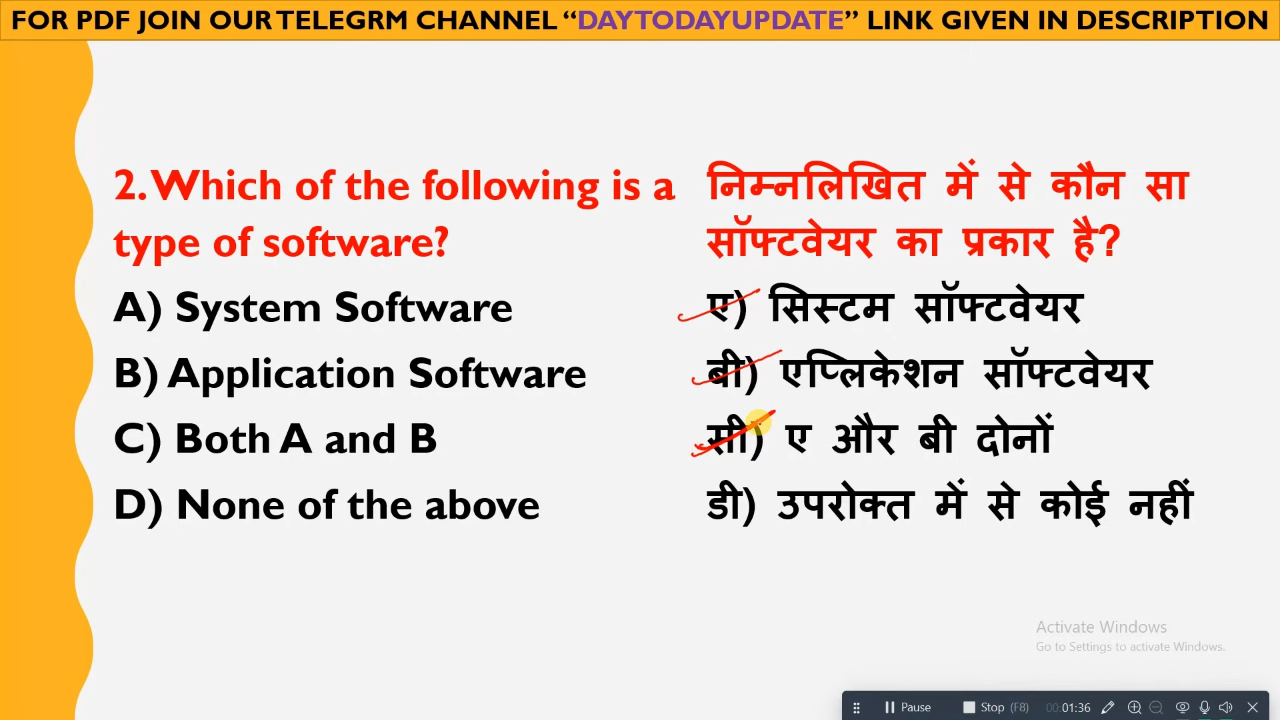 FOR PDF JOIN OUR TELEGRM CHANNEL “DAYTODAYUPDATE” LINK GIVEN IN DESCRIPTION
2. Which of the following is a
type of software?
A) System Software
B) Application Software
C) Both A and B
D) None of the above
निम्नलिखित में से कौन सा
सॉफ्टवेयर का प्रकार है?
ए) सिस्टम सॉफ्टवेयर
बी) एप्लिकेशन सॉफ्टवेयर
सी) ए और बी दोनों
डी) उपरोक्त में से कोई नहीं
Activate Windows
Go to Settings to activate Windows.
Pause Stop (F8) 00:01:36